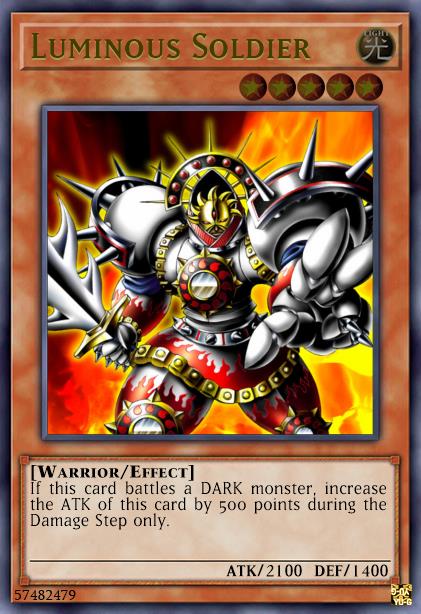 Luminous Soldier
LIGHT
光
[Warrior/Effect]
If this card battles a DARK monster, increase
the ATK of this card by 500 points during the
Damage Step only.
ATK/2100 DEF/1400
57482479